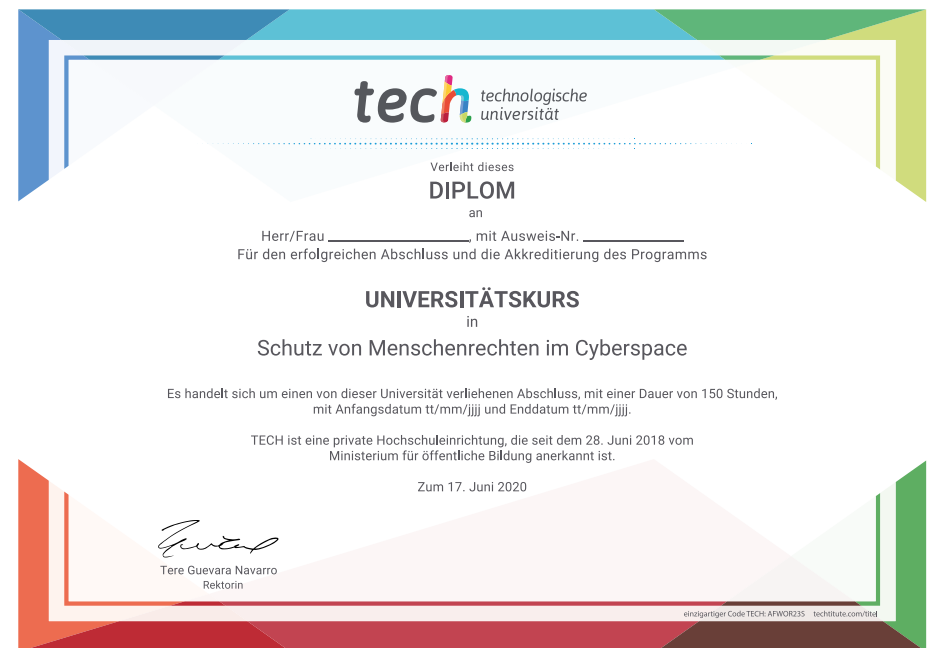 tech technologische
universität
Verleiht dieses
DIPLOM
an
Herr/Frau ____________, mit Ausweis-Nr. ____________
Für den erfolgreichen Abschluss und die Akkreditierung des Programms
UNIVERSITÄTSKURS
in
Schutz von Menschenrechten im Cyberspace
Es handelt sich um einen von dieser Universität verliehenen Abschluss, mit einer Dauer von 150 Stunden,
mit Anfangsdatum tt/mm/jjjj und Enddatum tt/mm/jjjj.
TECH ist eine private Hochschuleinrichtung, die seit dem 28. Juni 2018 vom
Ministerium für öffentliche Bildung anerkannt ist.
Zum 17. Juni 2020
Tere Guevara Navarro
Rektorin
einzigartiger Code TECH: AFWOR23S techtitute.com/titel